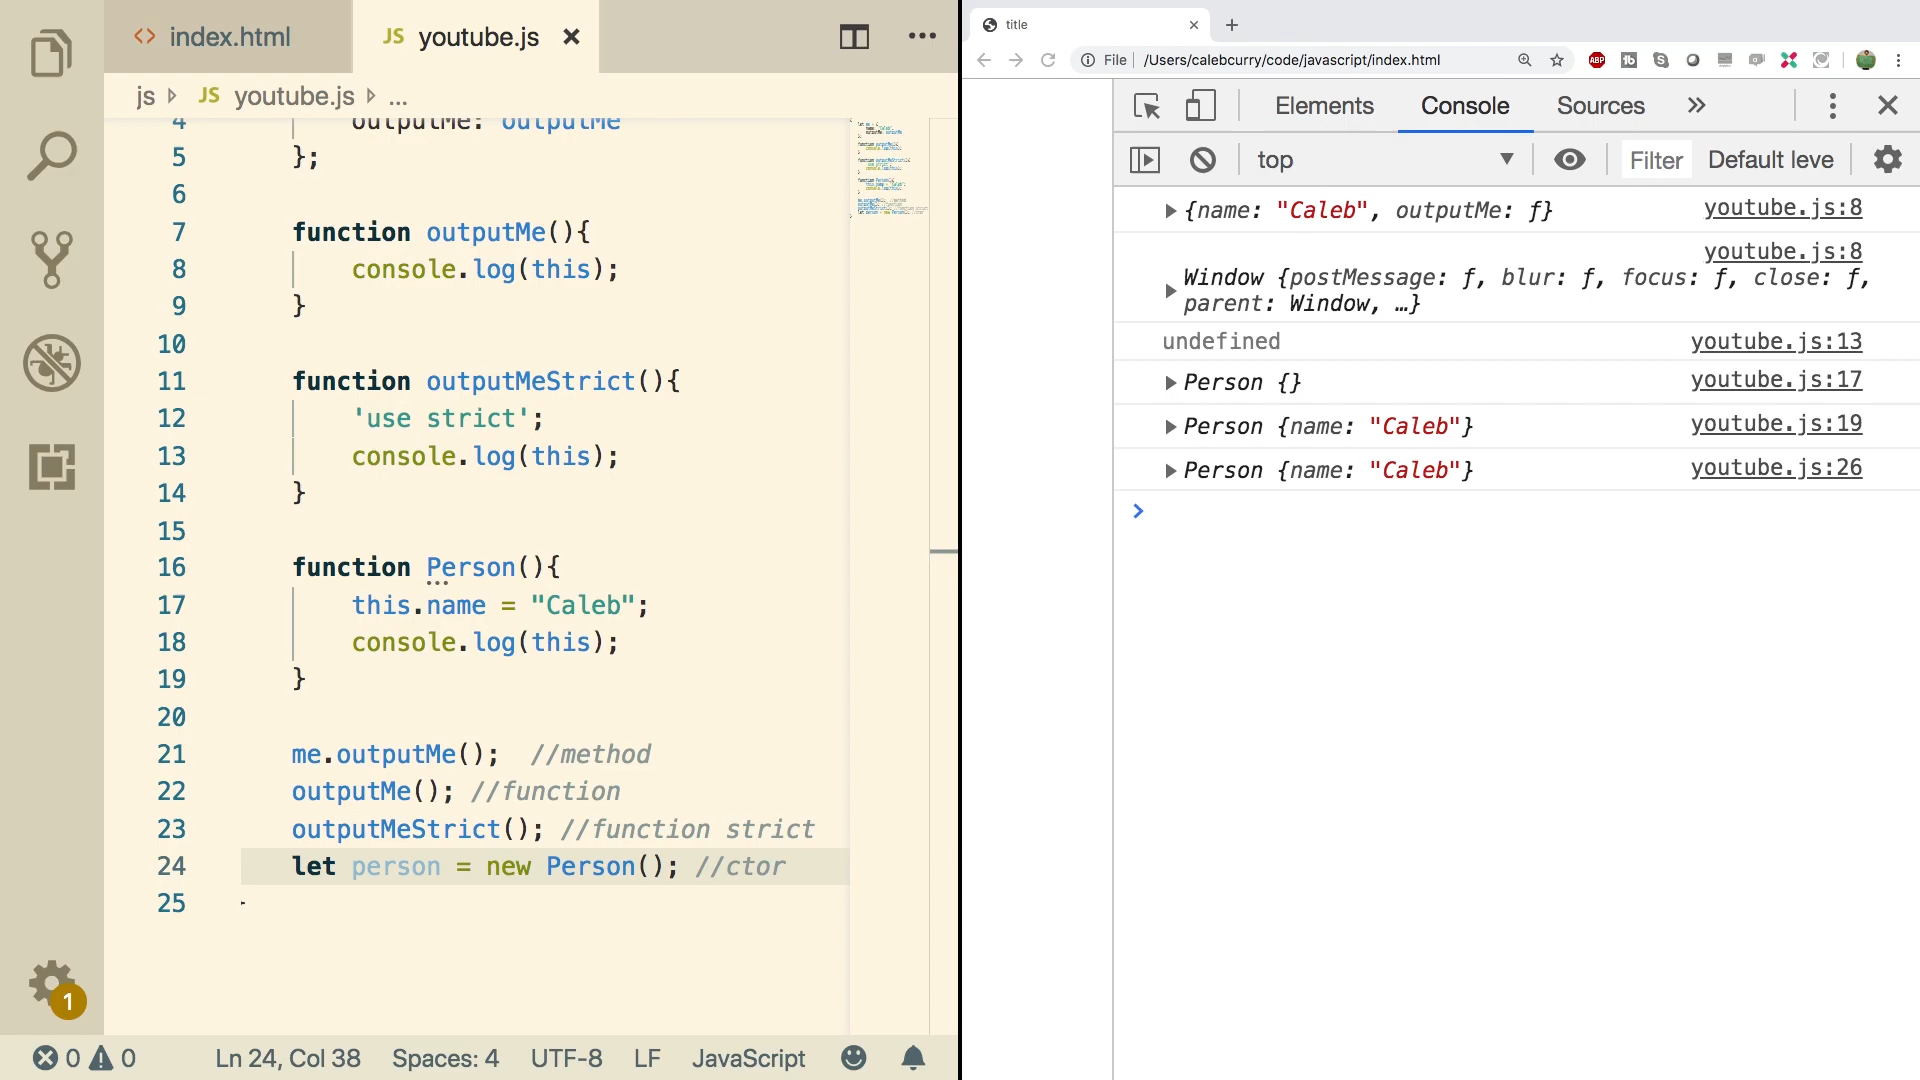 index.html
JS youtube.js
js JS youtube.js ...
4 outputMe: outputMe
5 };
6
7 function outputMe(){
8 console.log(this);
9 }
10
11 function outputMeStrict(){
12 'use strict';
13 console.log(this);
14 }
15
16 function Person(){
17 this.name = "Caleb";
18 console.log(this);
19 }
20
21 me.outputMe(); //method
22 outputMe(); //function
23 outputMeStrict(); //function strict
24 let person = new Person(); //ctor
25
1
0 0 Ln 24, Col 38 Spaces: 4 UTF-8 LF JavaScript
title
File /Users/calebcurry/code/javascript/index.html
ABP
Elements Console Sources
top Filter Default leve
{name: "Caleb", outputMe: ƒ} youtube.js:8
youtube.js:8
Window {postMessage: ƒ, blur: ƒ, focus: ƒ, close: ƒ,
parent: Window, …}
undefined youtube.js:13
Person {} youtube.js:17
Person {name: "Caleb"} youtube.js:19
Person {name: "Caleb"} youtube.js:26